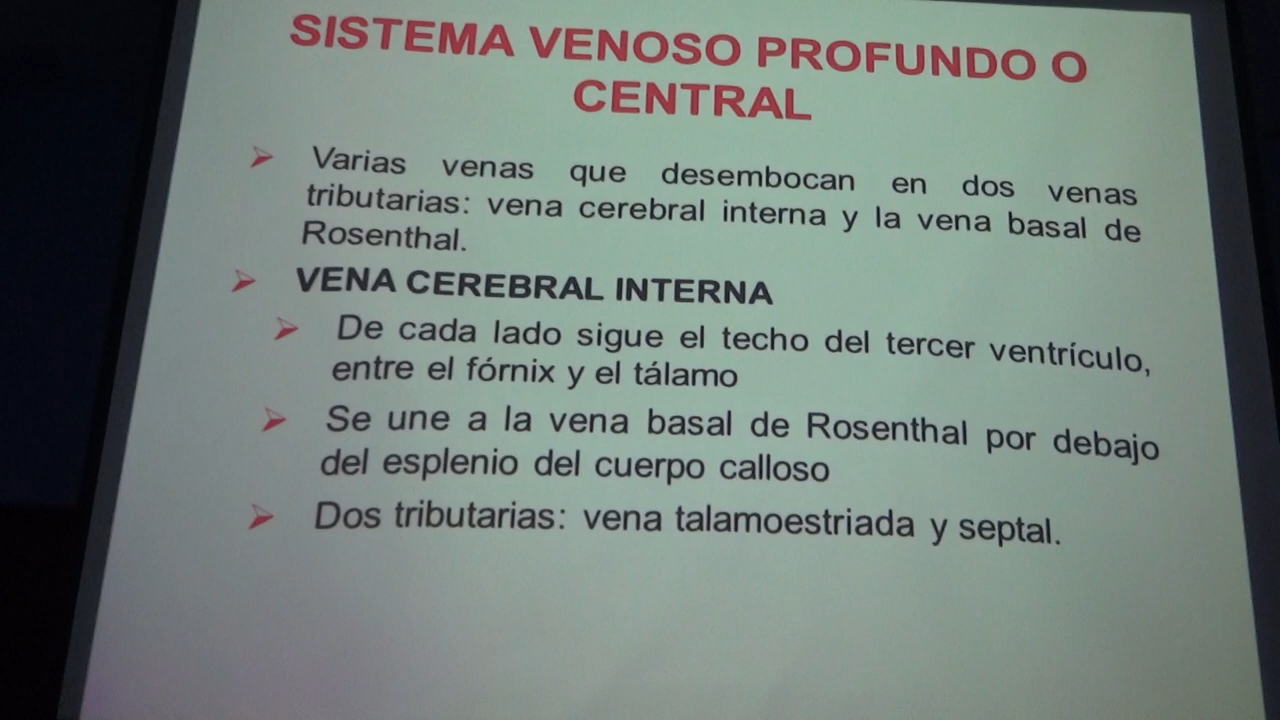 SISTEMA VENOSO PROFUNDO O
CENTRAL
Varias venas que desembocan en dos venas
tributarias: vena cerebral interna y la vena basal de
Rosenthal.
VENA CEREBRAL INTERNA
De cada lado sigue el techo del tercer ventrículo,
entre el fórnix y el tálamo
Se une a la vena basal de Rosenthal por debajo
del esplenio del cuerpo calloso
Dos tributarias: vena talamoestriada y septal.